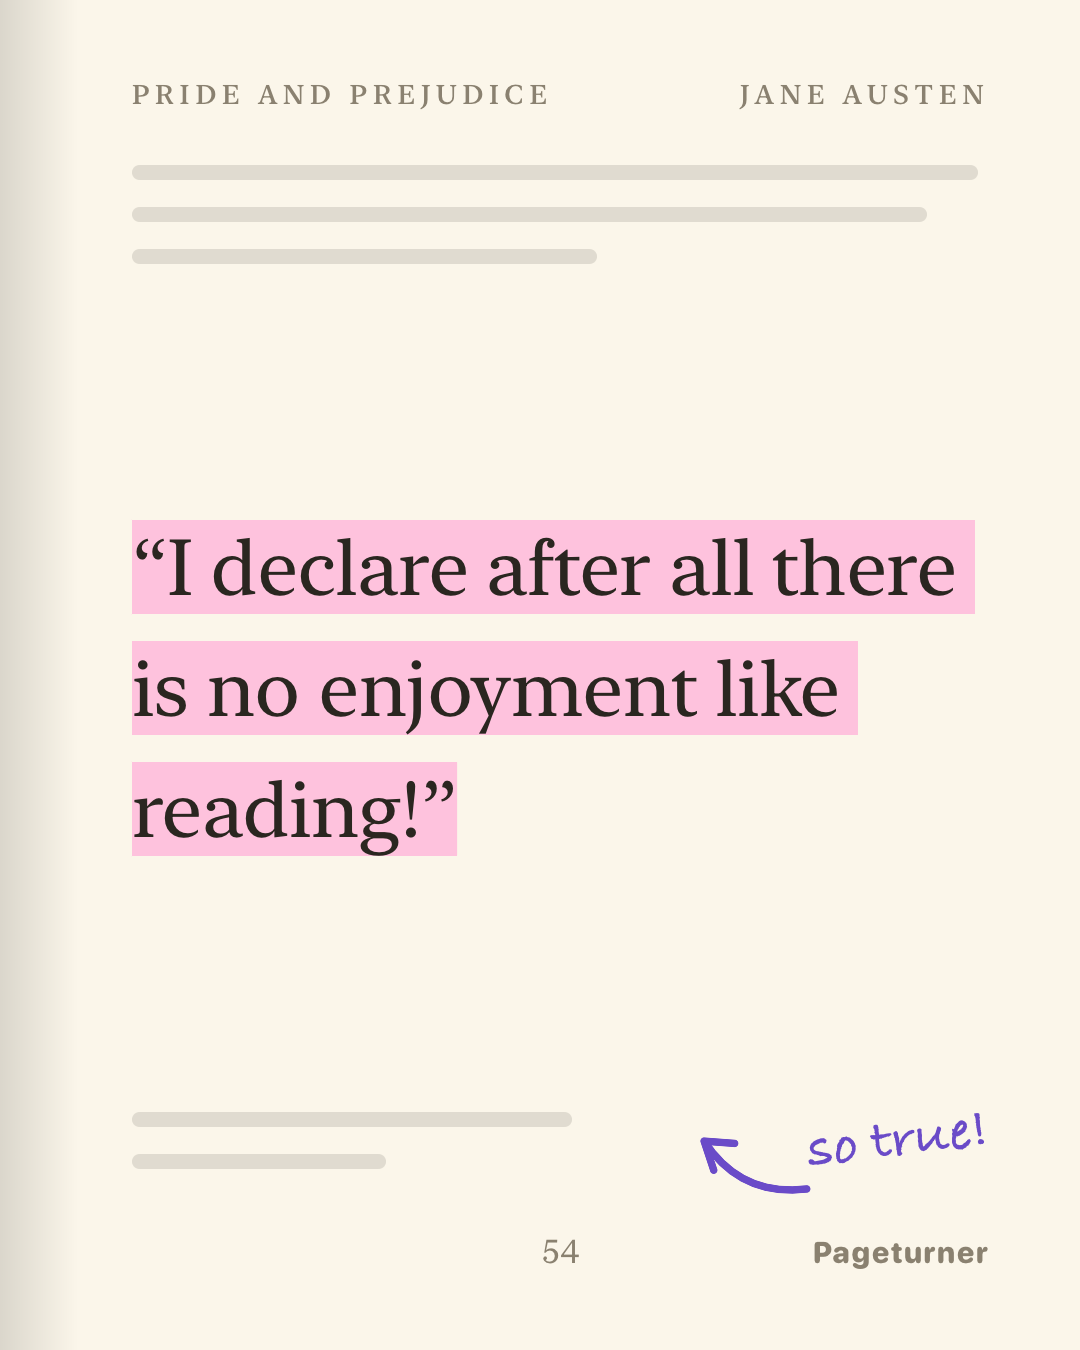 PRIDE AND PREJUDICE
JANE AUSTEN
“I declare after all there
is no enjoyment like
reading!”
so true!
54
Pageturner